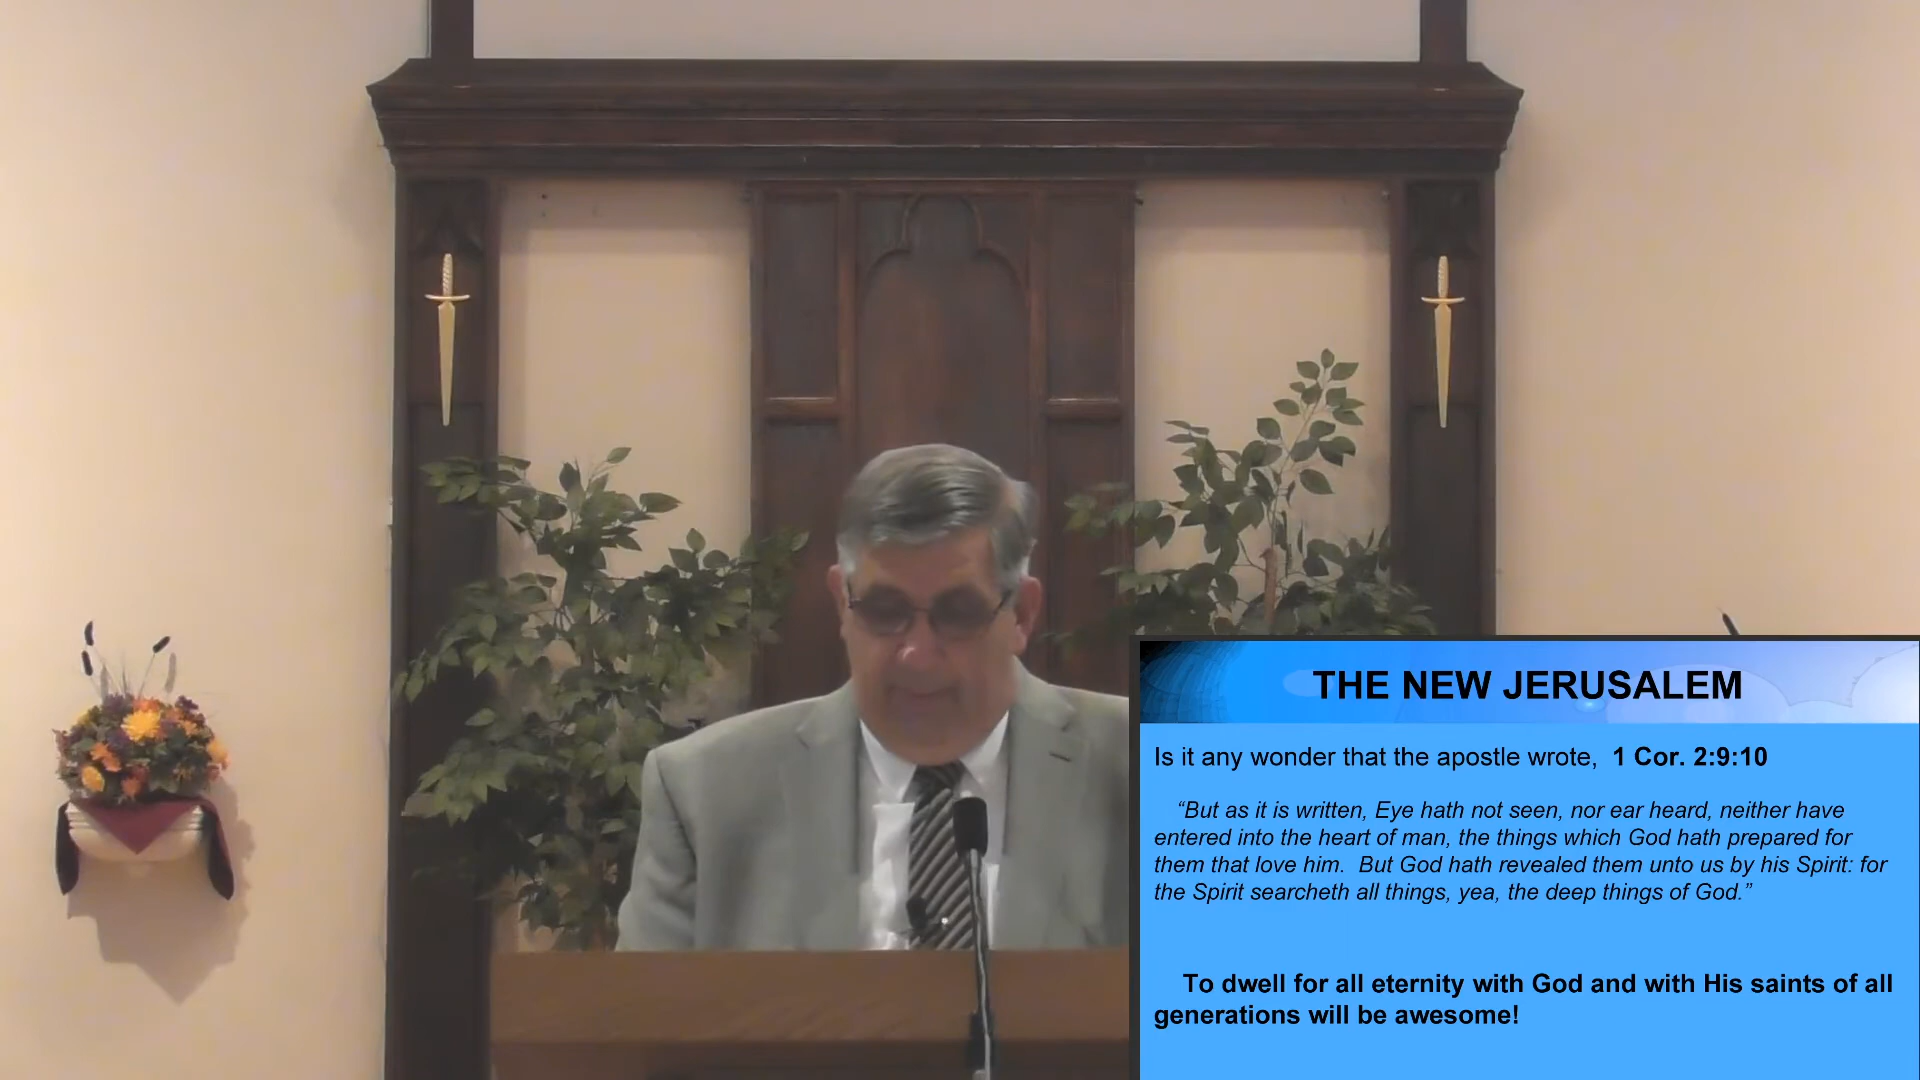 THE NEW JERUSALEM
Is it any wonder that the apostle wrote,  1 Cor. 2:9:10
“But as it is written, Eye hath not seen, nor ear heard, neither have
entered into the heart of man, the things which God hath prepared for
them that love him.  But God hath revealed them unto us by his Spirit: for
the Spirit searcheth all things, yea, the deep things of God.”
To dwell for all eternity with God and with His saints of all
generations will be awesome!